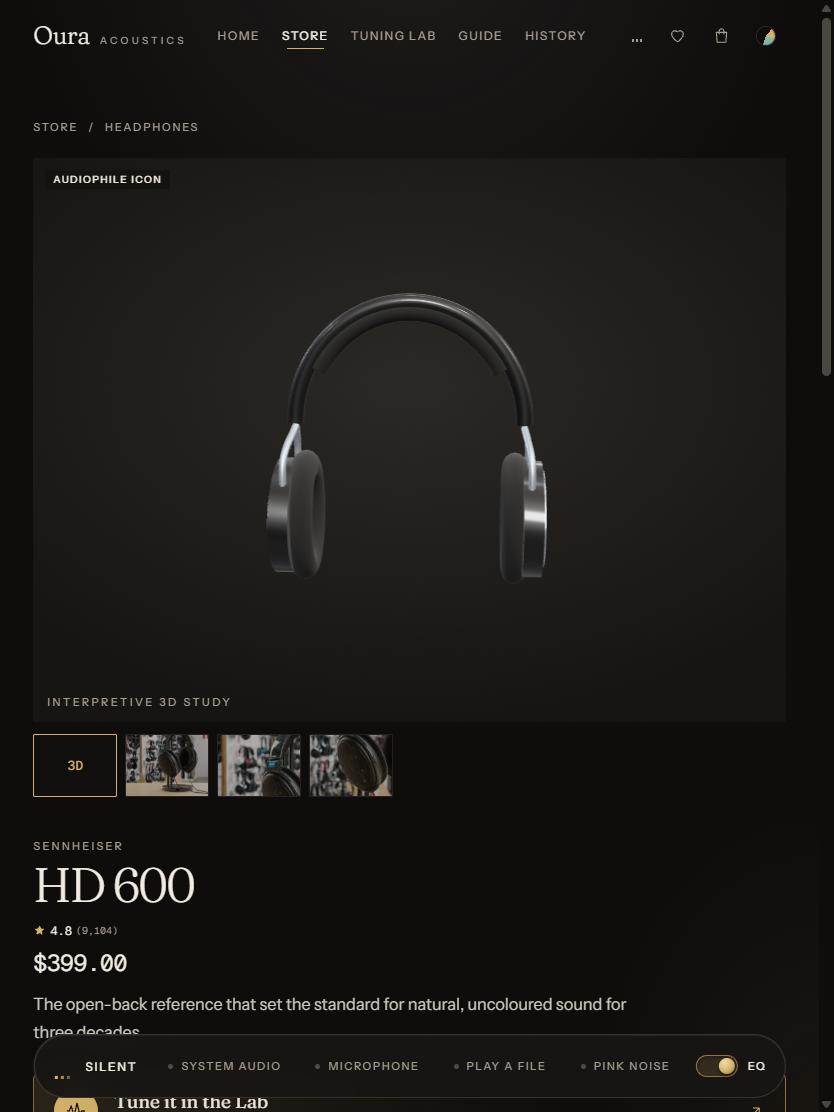 Oura ACOUSTICS HOME STORE TUNING LAB GUIDE HISTORY
STORE / HEADPHONES
AUDIOPHILE ICON
INTERPRETIVE 3D STUDY
3D
SENNHEISER
HD 600
4.8 (9,104)
$399.00
The open-back reference that set the standard for natural, uncoloured sound for
three decades
SILENT SYSTEM AUDIO MICROPHONE PLAY A FILE PINK NOISE EQ
Tune it in the Lab